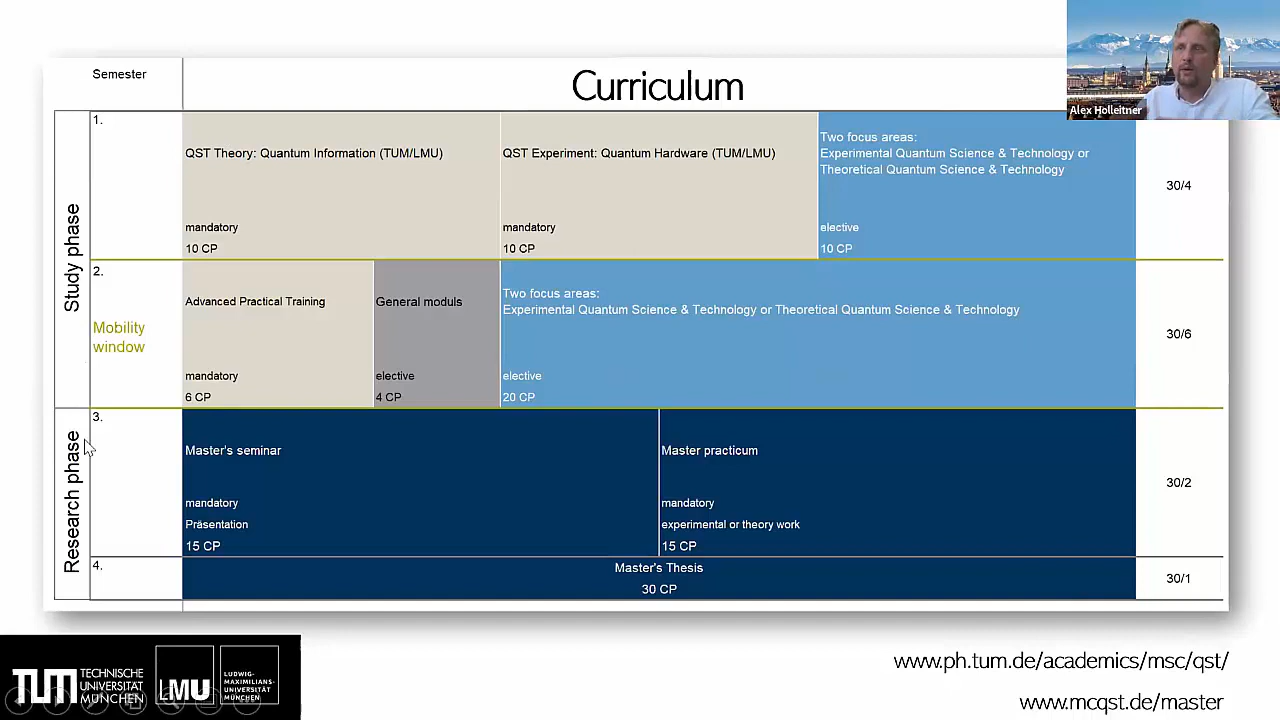 Semester
Curriculum
Alex Holleitner
Study phase
1.
QST Theory: Quantum Information (TUM/LMU)
mandatory
10 CP
QST Experiment: Quantum Hardware (TUM/LMU)
mandatory
10 CP
Two focus areas:
Experimental Quantum Science & Technology or
Theoretical Quantum Science & Technology
elective
10 CP
30/4
2.
Mobility
window
Advanced Practical Training
mandatory
6 CP
General moduls
elective
4 CP
Two focus areas:
Experimental Quantum Science & Technology or Theoretical Quantum Science & Technology
elective
20 CP
30/6
Research phase
3.
Master's seminar
mandatory
Präsentation
15 CP
Master practicum
mandatory
experimental or theory work
15 CP
30/2
4.
Master's Thesis
30 CP
30/1
TUM
TECHNISCHE
UNIVERSITÄT
MÜNCHEN
LMU
LUDWIG-
MAXIMILIANS-
UNIVERSITÄT
MÜNCHEN
www.ph.tum.de/academics/msc/qst/
www.mcqst.de/master